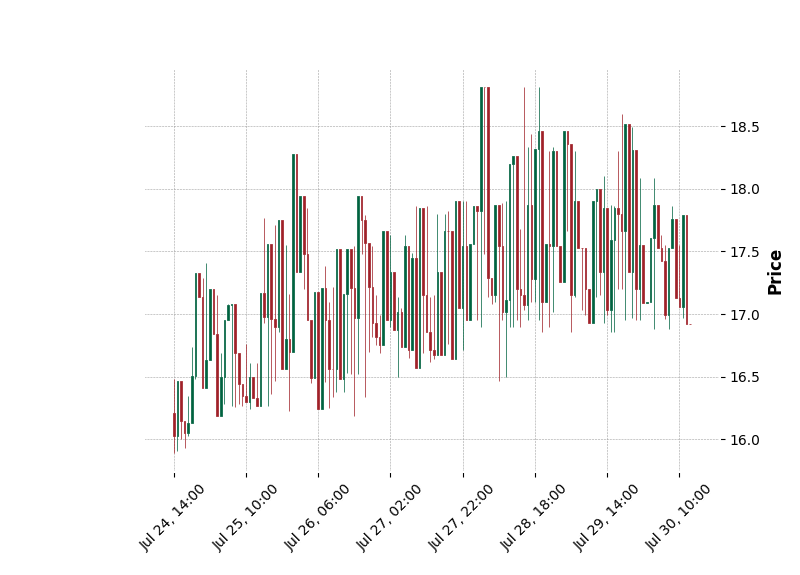 18.5
18.0
17.5
17.0
16.5
16.0
Price
Jul 24, 14:00
Jul 25, 10:00
Jul 26, 06:00
Jul 27, 02:00
Jul 27, 22:00
Jul 28, 18:00
Jul 29, 14:00
Jul 30, 10:00